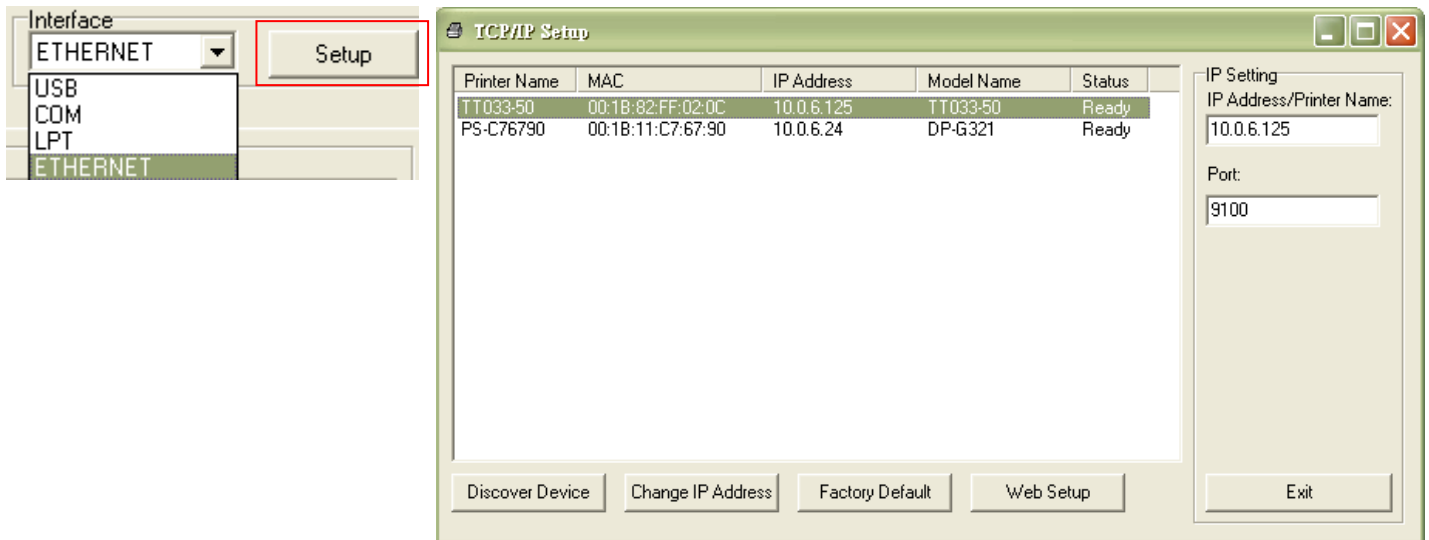 Interface
ETHERNET
Setup
USB
COM
LPT
ETHERNET
TCP/IP Setup
Printer Name MAC IP Address Model Name Status
TT033-50 00:1B:82:FF:02:0C 10.0.6.125 TT033-50 Ready
PS-C76790 00:1B:11:C7:67:90 10.0.6.24 DP-G321 Ready
IP Setting
IP Address/Printer Name:
10.0.6.125
Port:
9100
Discover Device Change IP Address Factory Default Web Setup Exit